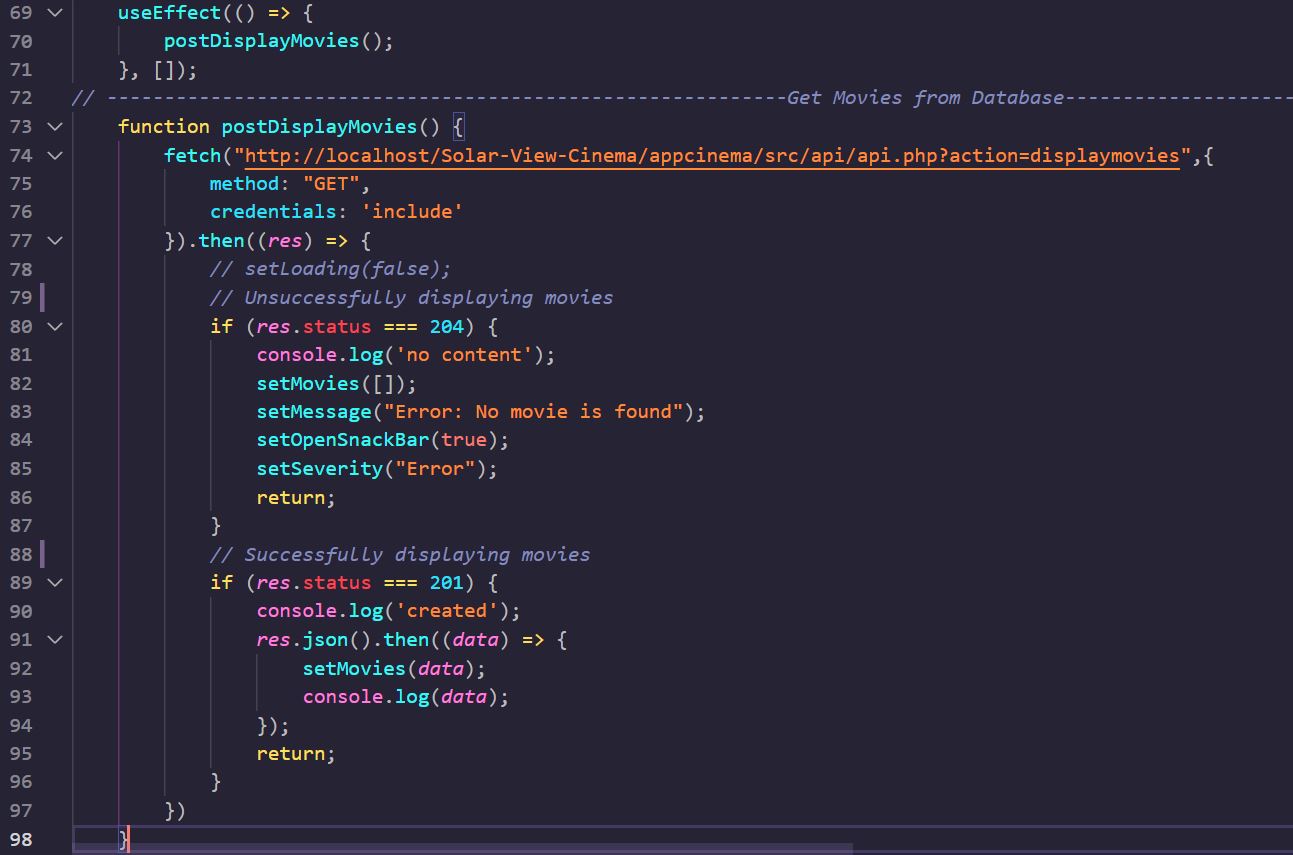 69 useEffect(() => {
70 postDisplayMovies();
71 }, []);
72 // -----------------------------------------------------------Get Movies from Database--------------------
73 function postDisplayMovies() {
74 fetch("http://localhost/Solar-View-Cinema/appcinema/src/api/api.php?action=displaymovies",{
75 method: "GET",
76 credentials: 'include'
77 }).then((res) => {
78 // setLoading(false);
79 // Unsuccessfully displaying movies
80 if (res.status === 204) {
81 console.log('no content');
82 setMovies([]);
83 setMessage("Error: No movie is found");
84 setOpenSnackBar(true);
85 setSeverity("Error");
86 return;
87 }
88 // Successfully displaying movies
89 if (res.status === 201) {
90 console.log('created');
91 res.json().then((data) => {
92 setMovies(data);
93 console.log(data);
94 });
95 return;
96 }
97 })
98 }